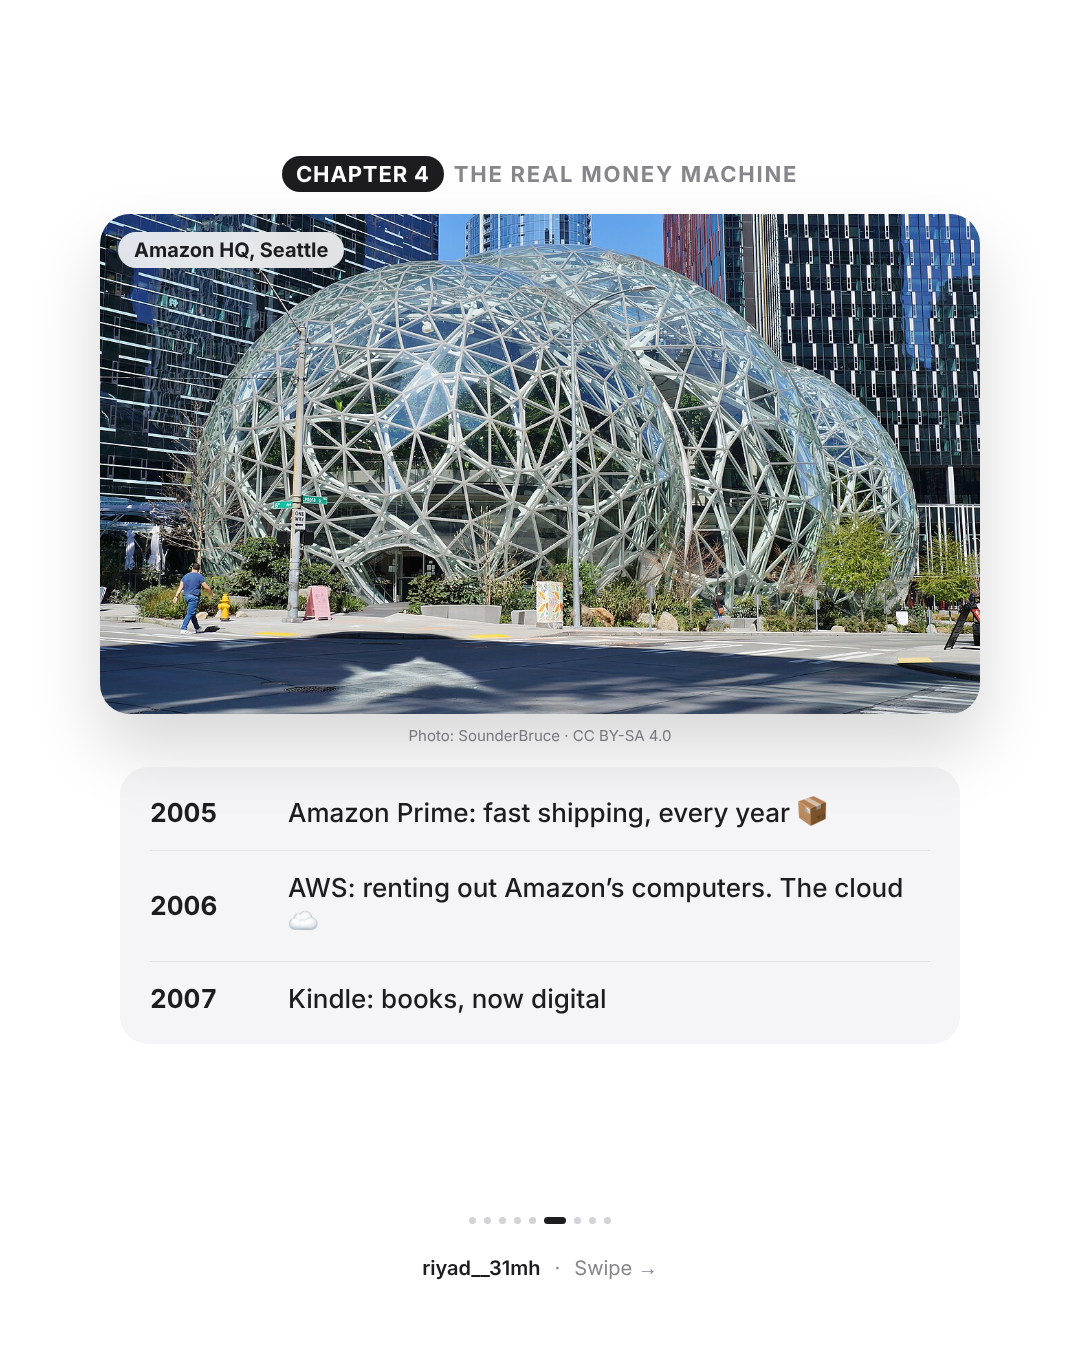 CHAPTER 4 THE REAL MONEY MACHINE
Amazon HQ, Seattle
ONE WAY
Photo: SounderBruce · CC BY-SA 4.0
2005 Amazon Prime: fast shipping, every year 📦
2006 AWS: renting out Amazon’s computers. The cloud
☁️
2007 Kindle: books, now digital
riyad__31mh · Swipe →